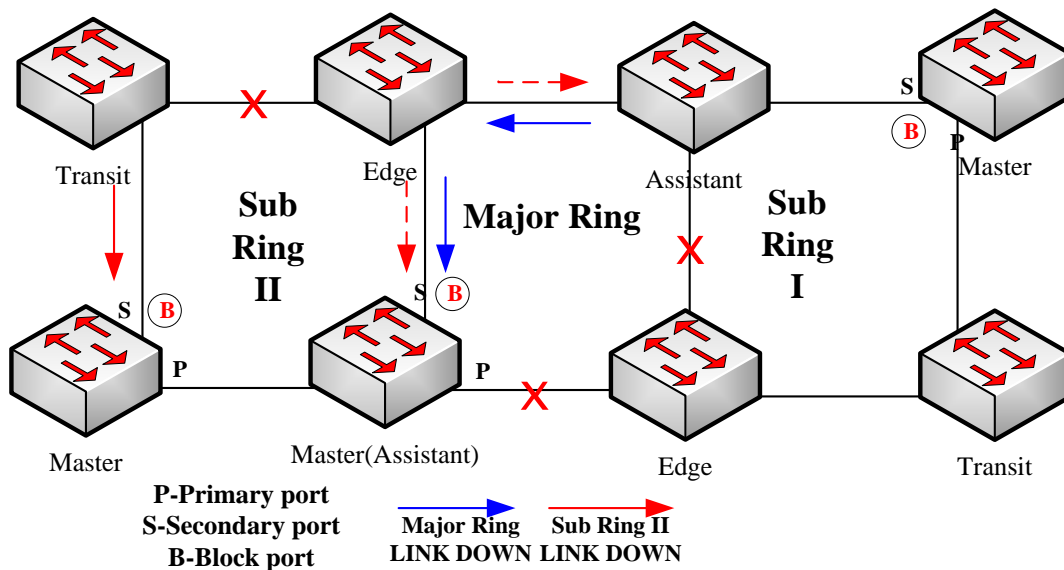 X
S
B
P
Transit
Edge
Assistant
Master
Sub
Ring
II
Major Ring
Sub
Ring
I
X
S
B
S
B
P
P
X
Master
Master(Assistant)
Edge
Transit
P-Primary port
S-Secondary port
B-Block port
Major Ring
LINK DOWN
Sub Ring II
LINK DOWN